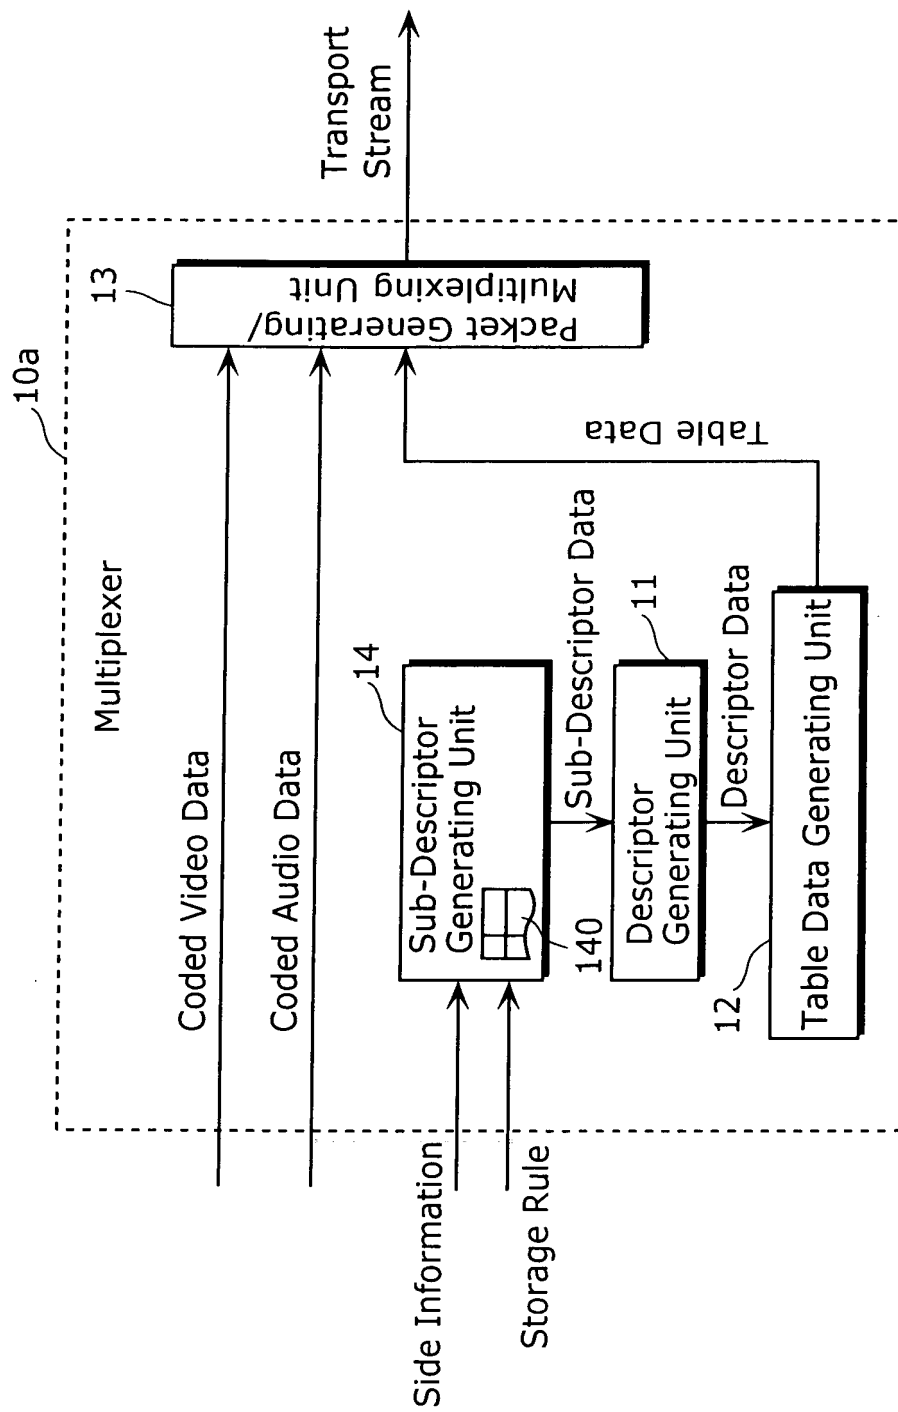 10a
Multiplexer
Coded Video Data
Coded Audio Data
13
Packet Generating/
Multiplexing Unit
Transport
Stream
Side Information
Storage Rule
14
Sub-Descriptor
Generating Unit
140
Sub-Descriptor Data
11
Descriptor
Generating Unit
Descriptor Data
12
Table Data Generating Unit
Table Data